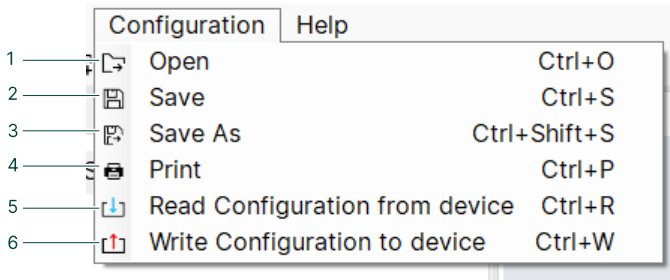 Configuration Help
1 Open Ctrl+O
2 Save Ctrl+S
3 Save As Ctrl+Shift+S
4 Print Ctrl+P
5 Read Configuration from device Ctrl+R
6 Write Configuration to device Ctrl+W